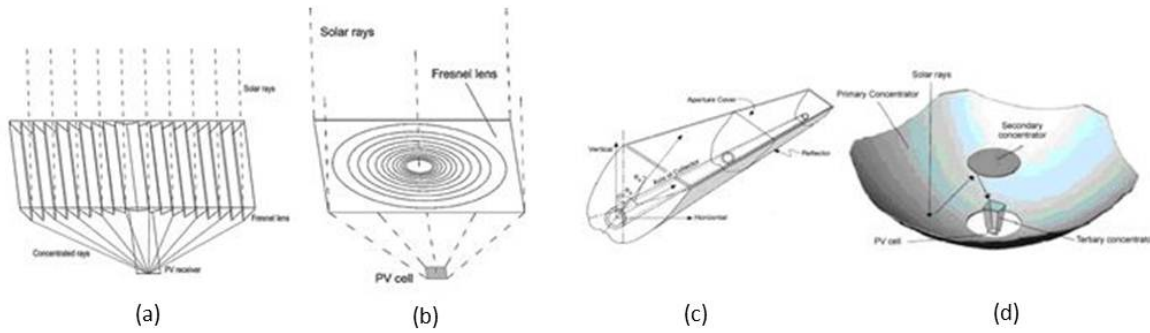 Solar rays
Fresnel lens
Concentrated rays
PV receiver
(a)
Solar rays
Fresnel lens
PV cell
(b)
Aperture Cover
Vertical
Reflector
Horizontal
(c)
Solar rays
Primary Concentrator
Secondary
concentrator
PV cell
Tertiary concentrator
(d)